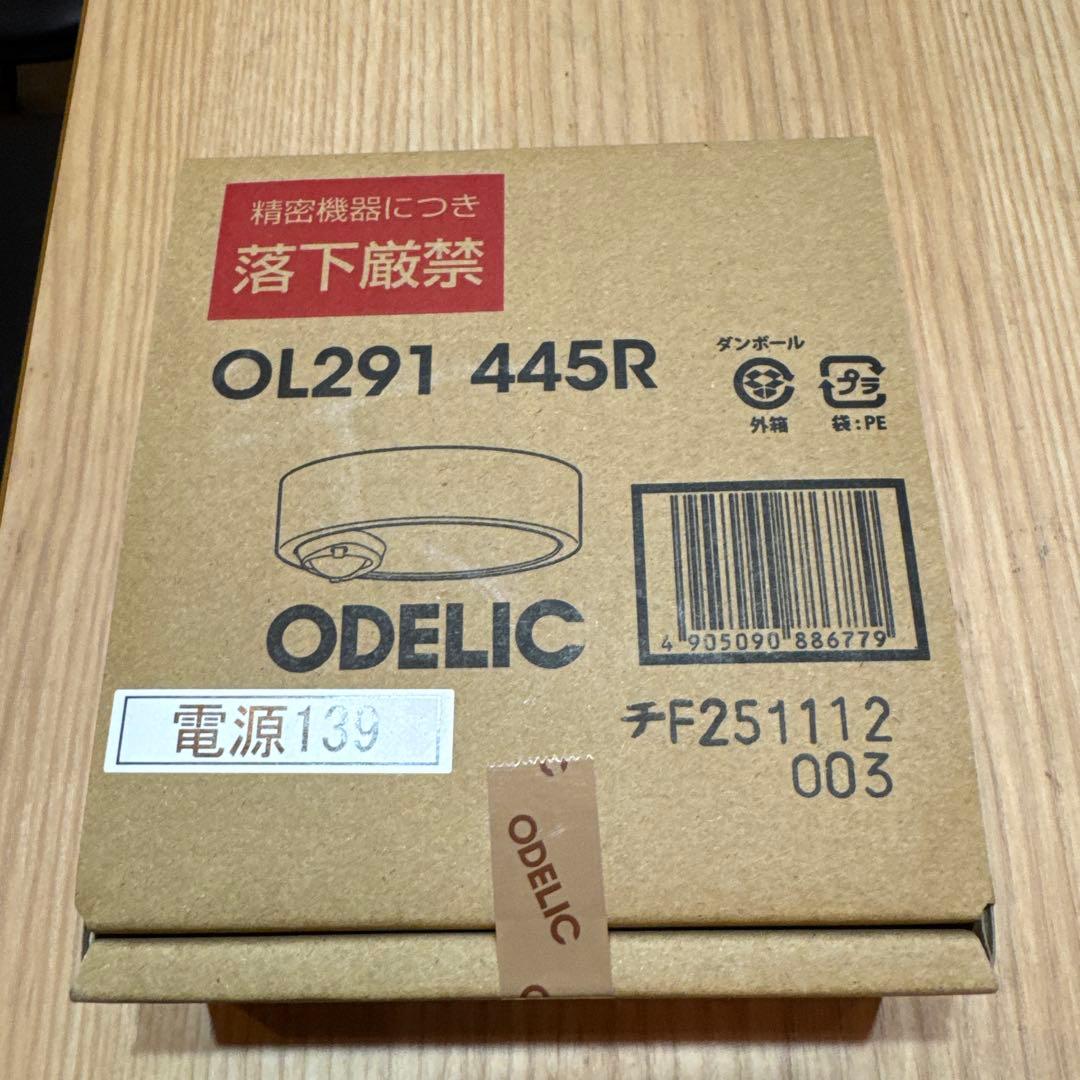 精密機器につき
落下厳禁
OL291 445R
ダンボール
外箱
プラ
袋:PE
ODELIC
4 905090 886779
電源139
チF251112
003
ODELIC